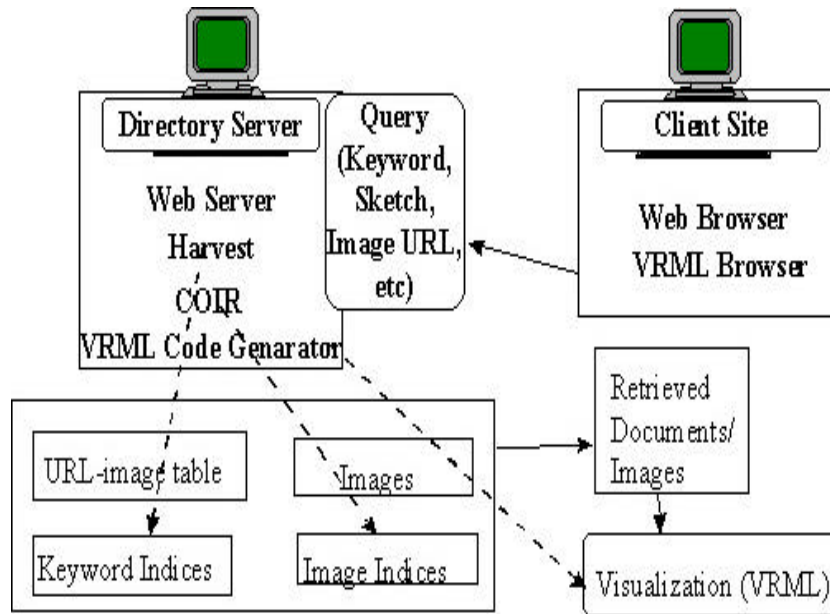 Directory Server
Web Server
Harvest
COIR
VRML Code Genarator
Query
(Keyword,
Sketch,
Image URL,
etc)
Client Site
Web Browser
VRML Browser
URL-image table
Images
Keyword Indices
Image Indices
Retrieved
Documents/
Images
Visualization (VRML)